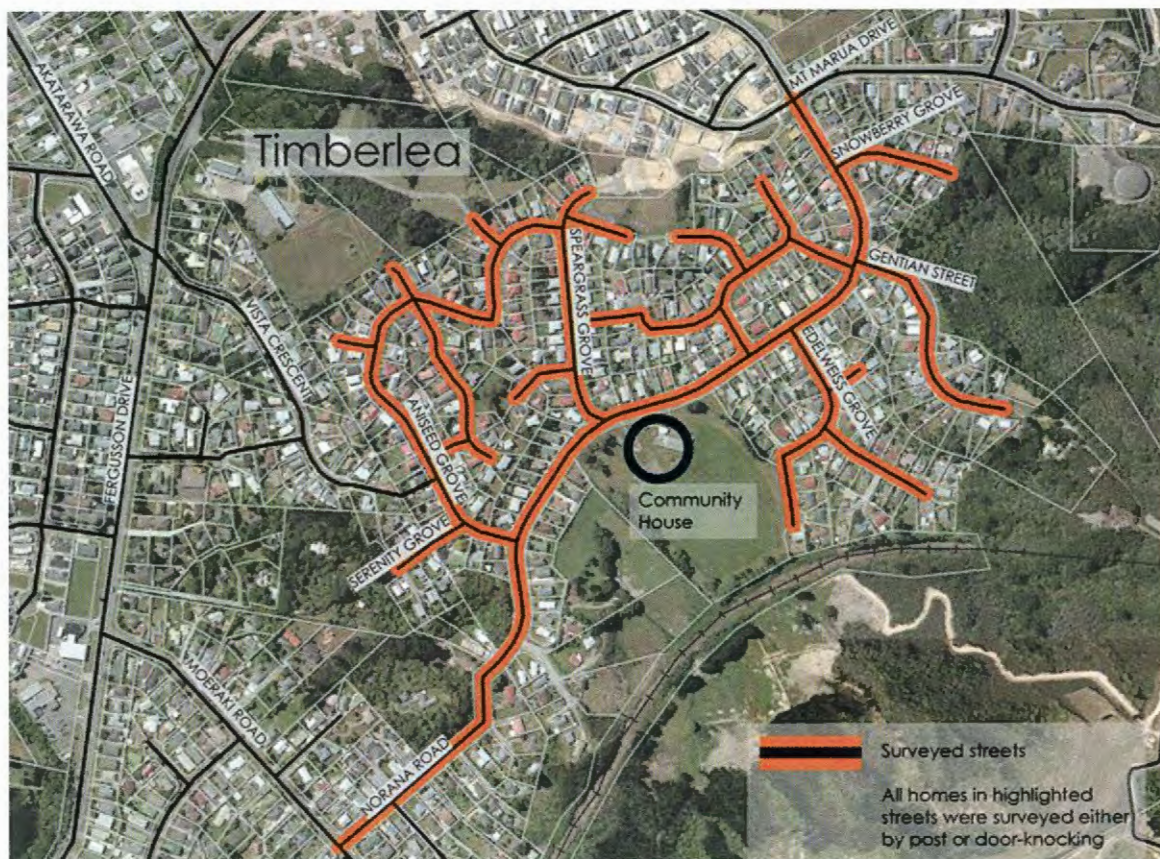 AKATARAWA ROAD
MT MARUA DRIVE
SNOWBERRY GROVE
Timberlea
SPEARGRASS GROVE
GENTIAN STREET
VISTA CRESCENT
EDELWEISS GROVE
ANISEED GROVE
FERGUSSON DRIVE
Community
House
SERENITY GROVE
MOERAKI ROAD
NORANA ROAD
Surveyed streets
All homes in highlighted
streets were surveyed either
by post or door-knocking